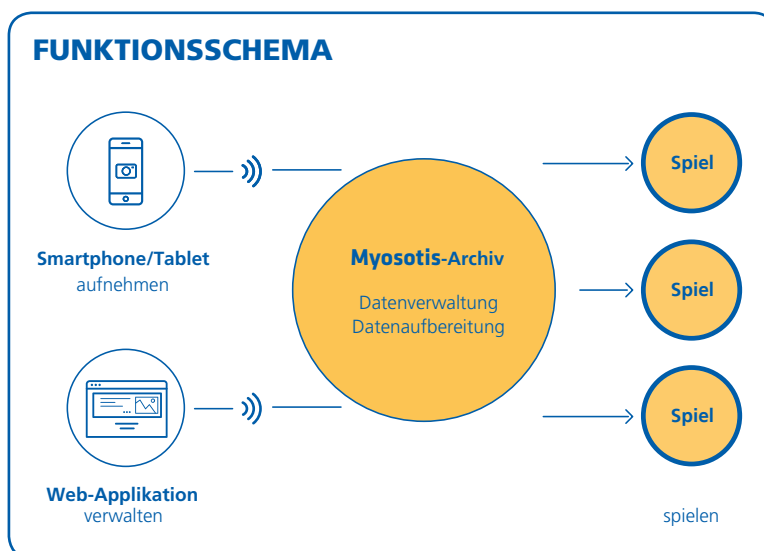 FUNKTIONSSCHEMA
Smartphone/Tablet
aufnehmen
Web-Applikation
verwalten
Myosotis-Archiv
Datenverwaltung
Datenaufbereitung
Spiel
Spiel
Spiel
spielen